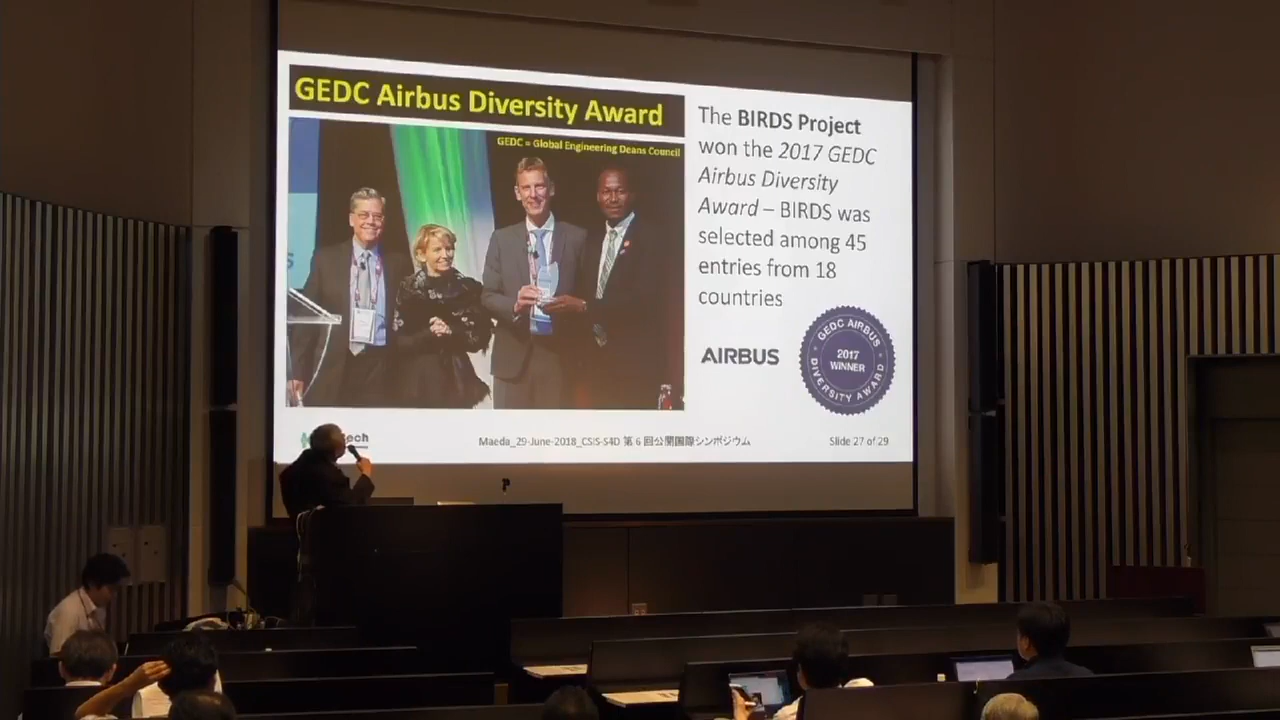 GEDC Airbus Diversity Award
GEDC = Global Engineering Deans Council
The BIRDS Project
won the 2017 GEDC
Airbus Diversity
Award – BIRDS was
selected among 45
entries from 18
countries
AIRBUS
GEDC AIRBUS
2017
WINNER
DIVERSITY AWARD
Maeda_29-June-2018_CSIS-S4D 第6回公開国際シンポジウム
Slide 27 of 29